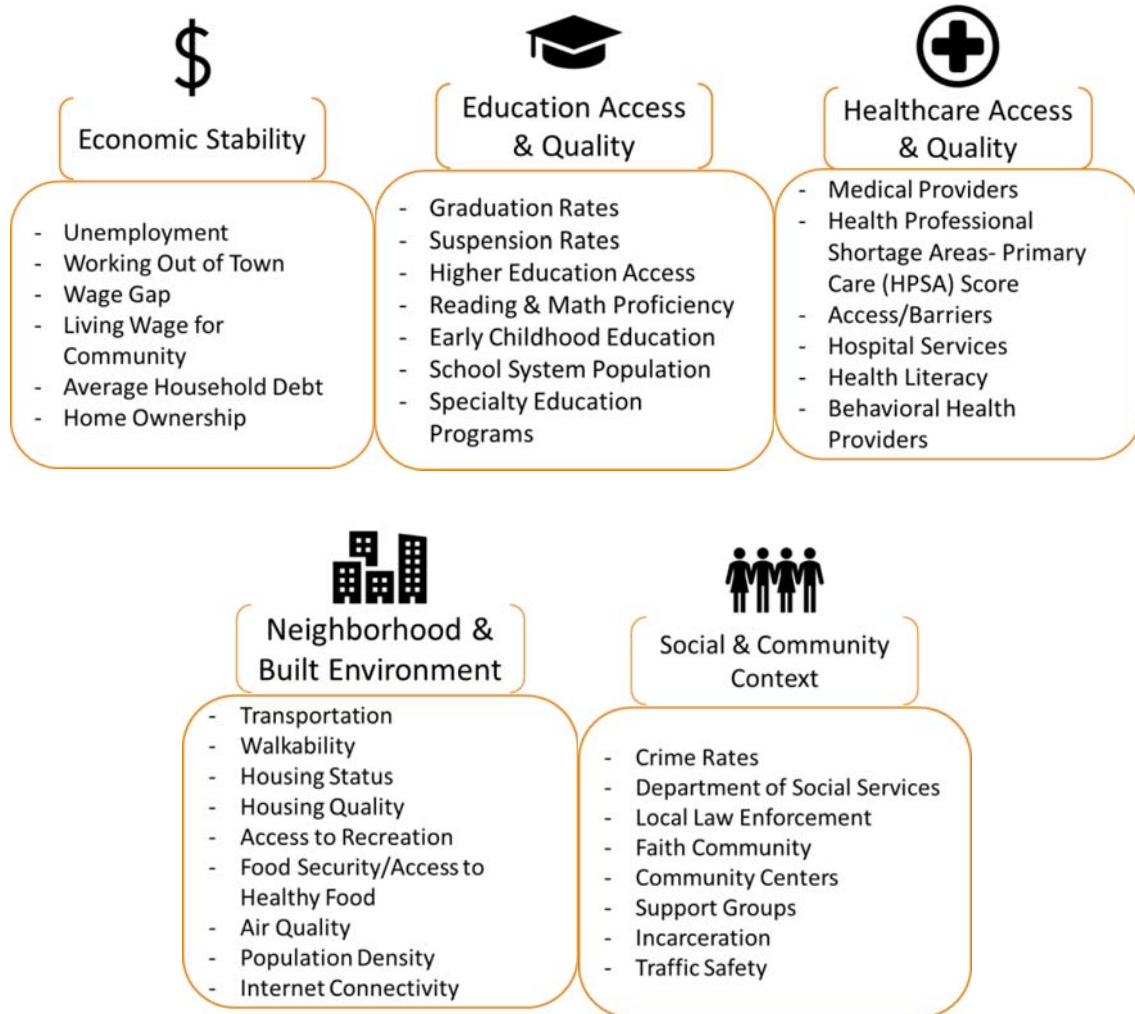 $
Economic Stability
- Unemployment
- Working Out of Town
- Wage Gap
- Living Wage for
Community
- Average Household Debt
- Home Ownership
Education Access
& Quality
- Graduation Rates
- Suspension Rates
- Higher Education Access
- Reading & Math Proficiency
- Early Childhood Education
- School System Population
- Specialty Education
Programs
Healthcare Access
& Quality
- Medical Providers
- Health Professional
Shortage Areas- Primary
Care (HPSA) Score
- Access/Barriers
- Hospital Services
- Health Literacy
- Behavioral Health
Providers
Neighborhood &
Built Environment
- Transportation
- Walkability
- Housing Status
- Housing Quality
- Access to Recreation
- Food Security/Access to
Healthy Food
- Air Quality
- Population Density
- Internet Connectivity
Social & Community
Context
- Crime Rates
- Department of Social Services
- Local Law Enforcement
- Faith Community
- Community Centers
- Support Groups
- Incarceration
- Traffic Safety